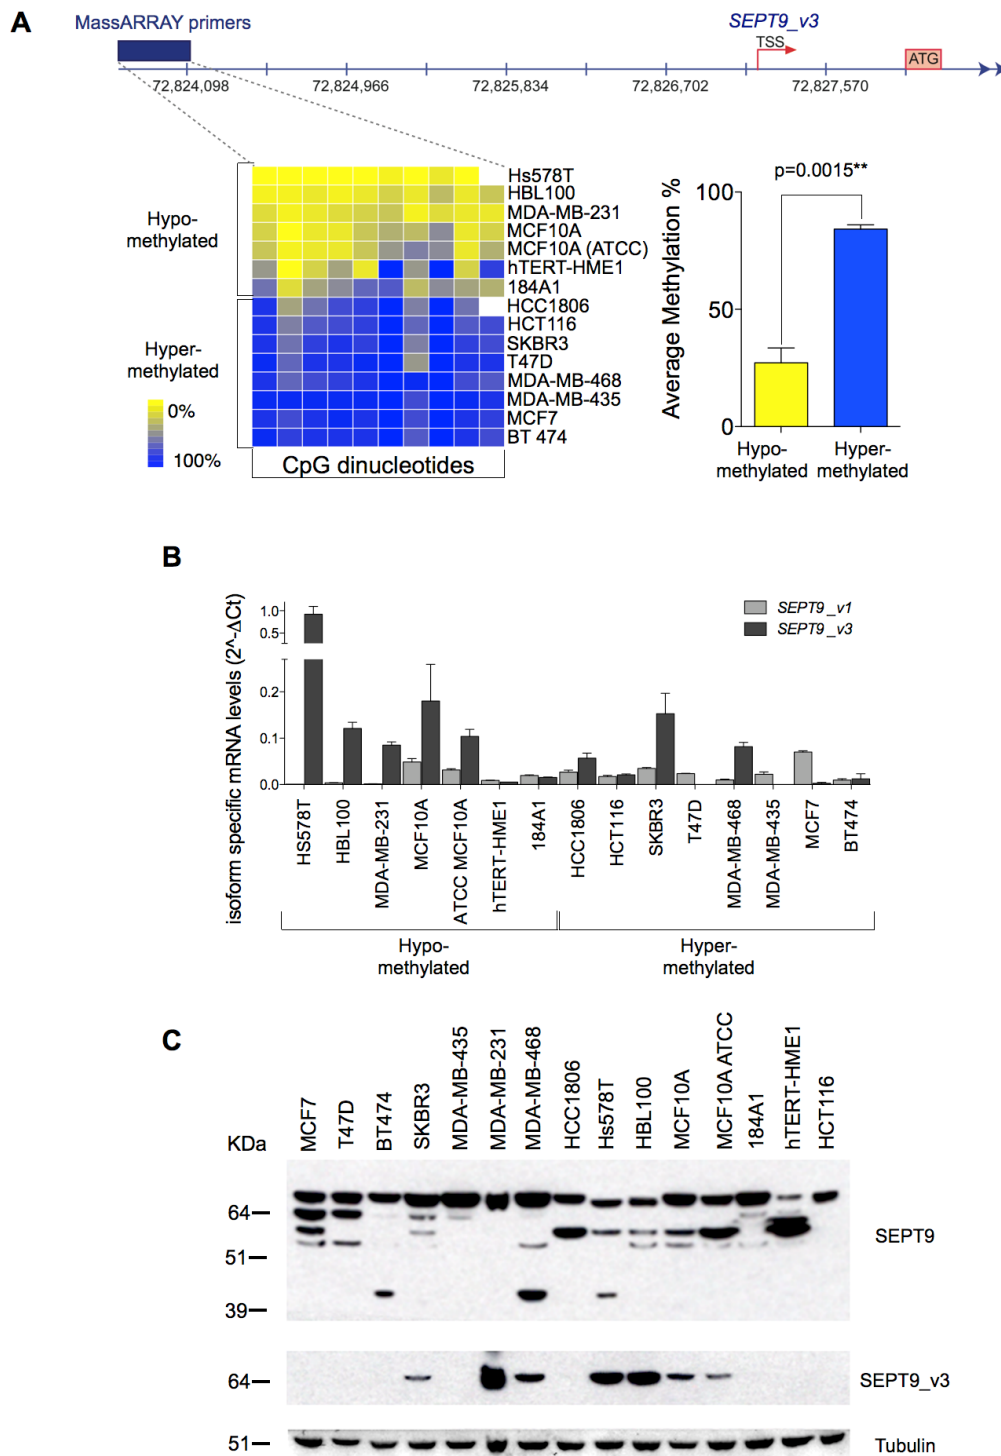 A
MassARRAY primers
SEPT9_v3
TSS
ATG
72,824,098
72,824,966
72,825,834
72,826,702
72,827,570
Hypo-
methylated
Hyper-
methylated
0%
100%
Hs578T
HBL100
MDA-MB-231
MCF10A
MCF10A (ATCC)
hTERT-HME1
184A1
HCC1806
HCT116
SKBR3
T47D
MDA-MB-468
MDA-MB-435
MCF7
BT 474
CpG dinucleotides
p=0.0015**
Average Methylation %
100
50
0
Hypo-
methylated
Hyper-
methylated
B
isoform specific mRNA levels (2^-ΔCt)
1.0
0.5
0.2
0.1
0.0
SEPT9_v1
SEPT9_v3
HS578T
HBL100
MDA-MB-231
MCF10A
ATCC MCF10A
hTERT-HME1
184A1
HCC1806
HCT116
SKBR3
T47D
MDA-MB-468
MDA-MB-435
MCF7
BT474
Hypo-
methylated
Hyper-
methylated
C
KDa
MCF7
T47D
BT474
SKBR3
MDA-MB-435
MDA-MB-231
MDA-MB-468
HCC1806
Hs578T
HBL100
MCF10A
MCF10A ATCC
184A1
hTERT-HME1
HCT116
64
51
39
SEPT9
64
SEPT9_v3
51
Tubulin